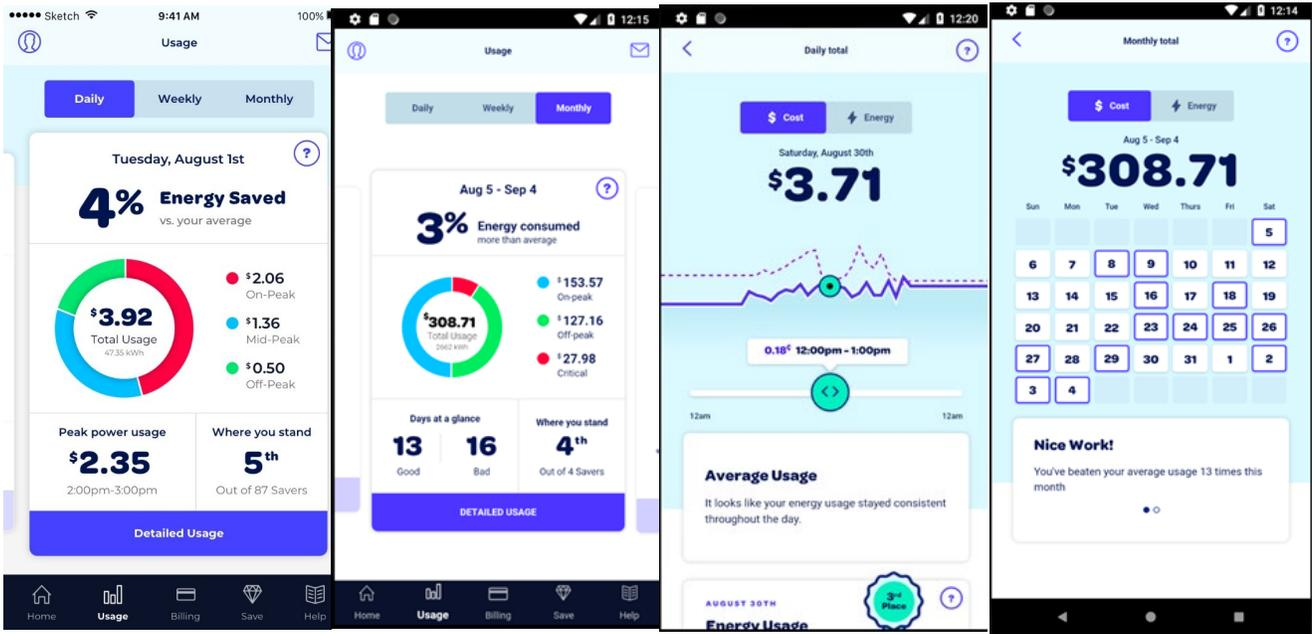 Sketch 9:41 AM 100%
Usage
Daily Weekly Monthly
Tuesday, August 1st ?
4% Energy Saved
vs. your average
$3.92
Total Usage
47.35 kWh
$2.06
On-Peak
$1.36
Mid-Peak
$0.50
Off-Peak
Peak power usage
$2.35
2:00pm-3:00pm
Where you stand
5th
Out of 87 Savers
Detailed Usage
Home Usage Billing Save Help
12:15
Usage
Daily Weekly Monthly
Aug 5 - Sep 4 ?
3% Energy consumed
more than average
$308.71
Total Usage
2662 kWh
$153.57
On-peak
$127.16
Off-peak
$27.98
Critical
Days at a glance
13 16
Good Bad
Where you stand
4th
Out of 4 Savers
DETAILED USAGE
Home Usage Billing Save Help
12:20
Daily total ?
$ Cost Energy
Saturday, August 30th
$3.71
0.18¢ 12:00pm - 1:00pm
12am 12am
Average Usage
It looks like your energy usage stayed consistent
throughout the day.
AUGUST 30TH ?
Energy Usage
3rd
Place
12:14
Monthly total ?
$ Cost Energy
Aug 5 - Sep 4
$308.71
Sun Mon Tue Wed Thurs Fri Sat
5
6 7 8 9 10 11 12
13 14 15 16 17 18 19
20 21 22 23 24 25 26
27 28 29 30 31 1 2
3 4
Nice Work!
You've beaten your average usage 13 times this
month